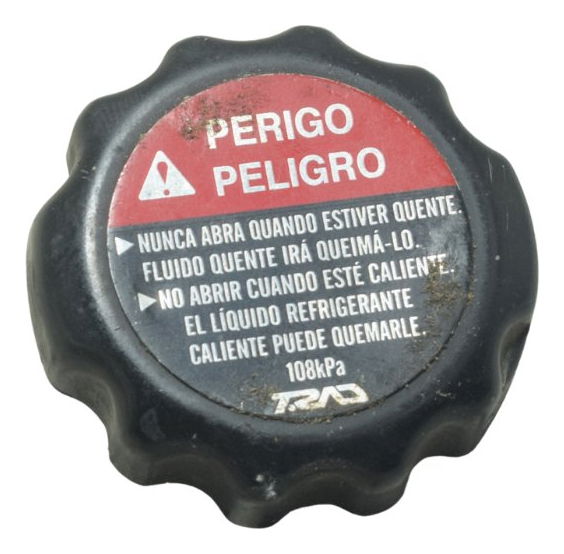 PERIGO
PELIGRO
NUNCA ABRA QUANDO ESTIVER QUENTE.
FLUIDO QUENTE IRÁ QUEIMÁ-LO.
NO ABRIR CUANDO ESTÉ CALIENTE.
EL LÍQUIDO REFRIGERANTE
CALIENTE PUEDE QUEMARLE.
108kPa
T.RAD